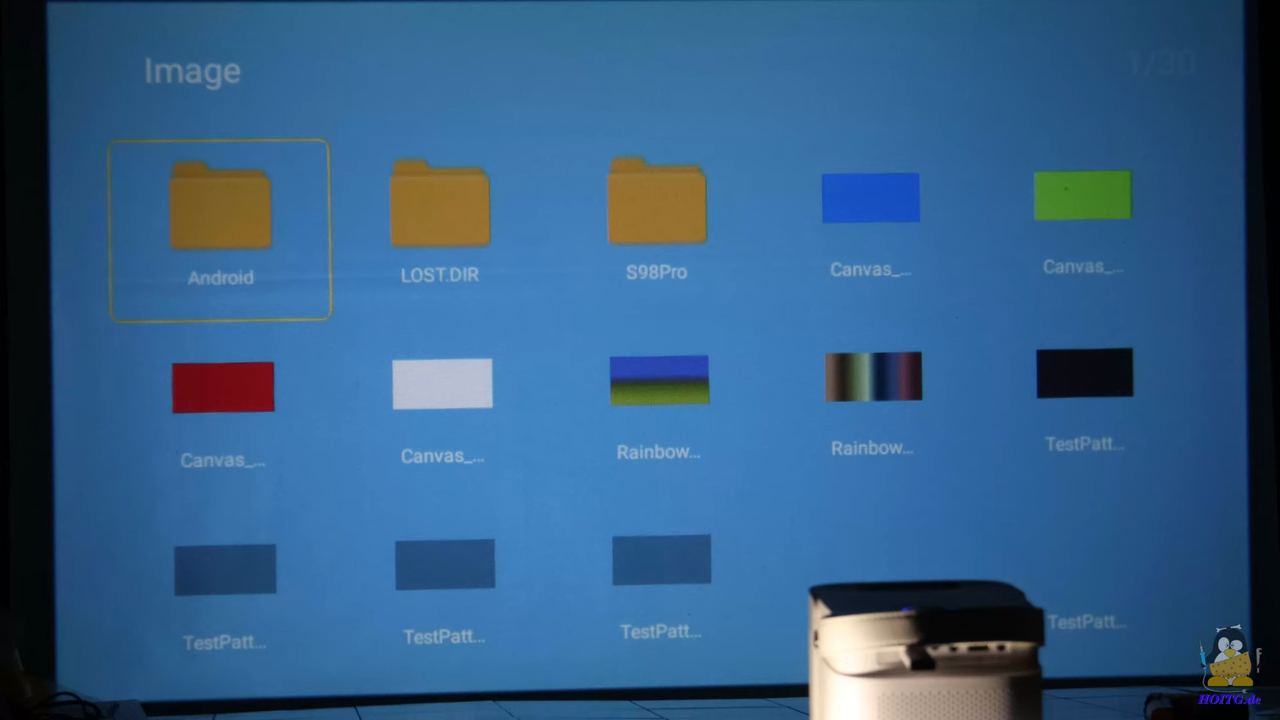 Image
1/30
Android
LOST.DIR
S98Pro
Canvas_...
Canvas_...
Canvas_...
Canvas_...
Rainbow...
Rainbow...
TestPatt...
TestPatt...
TestPatt...
TestPatt...
TestPatt...
HOITG.de